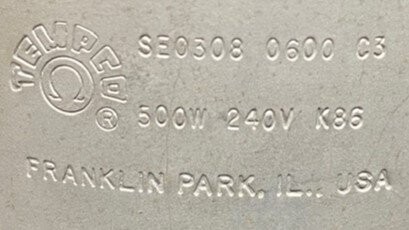 TEMPCO
Ω
®
SE0308 0600 C3
500W 240V K86
FRANKLIN PARK, IL., USA